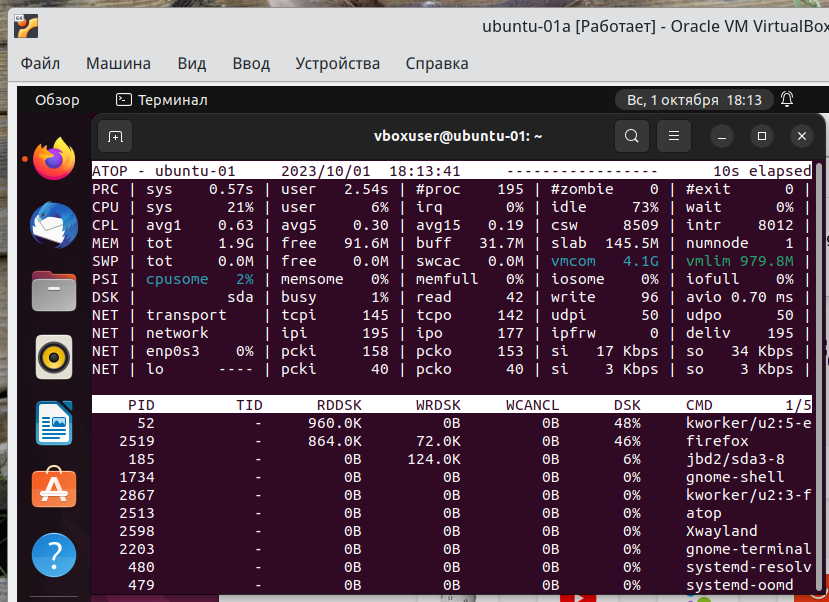 ubuntu-01a [Работает] - Oracle VM VirtualBox
Файл Машина Вид Ввод Устройства Справка
Обзор Терминал Вс, 1 октября 18:13
vboxuser@ubuntu-01: ~
ATOP - ubuntu-01 2023/10/01 18:13:41 ----------------- 10s elapsed
PRC | sys 0.57s | user 2.54s | #proc 195 | #zombie 0 | #exit 0 |
CPU | sys 21% | user 6% | irq 0% | idle 73% | wait 0% |
CPL | avg1 0.63 | avg5 0.30 | avg15 0.19 | csw 8509 | intr 8012 |
MEM | tot 1.9G | free 91.6M | buff 31.7M | slab 145.5M | numnode 1 |
SWP | tot 0.0M | free 0.0M | swcac 0.0M | vmcom 4.1G | vmlim 979.8M |
PSI | cpusome 2% | memsome 0% | memfull 0% | iosome 0% | iofull 0% |
DSK | sda | busy 1% | read 42 | write 96 | avio 0.70 ms |
NET | transport | tcpi 145 | tcpo 142 | udpi 50 | udpo 50 |
NET | network | ipi 195 | ipo 177 | ipfrw 0 | deliv 195 |
NET | enp0s3 0% | pcki 158 | pcko 153 | si 17 Kbps | so 34 Kbps |
NET | lo ---- | pcki 40 | pcko 40 | si 3 Kbps | so 3 Kbps |
PID TID RDDSK WRDSK WCANCL DSK CMD 1/5
52 - 960.0K 0B 0B 48% kworker/u2:5-e
2519 - 864.0K 72.0K 0B 46% firefox
185 - 0B 124.0K 0B 6% jbd2/sda3-8
1734 - 0B 0B 0B 0% gnome-shell
2867 - 0B 0B 0B 0% kworker/u2:3-f
2513 - 0B 0B 0B 0% atop
2598 - 0B 0B 0B 0% Xwayland
2203 - 0B 0B 0B 0% gnome-terminal
480 - 0B 0B 0B 0% systemd-resolv
479 - 0B 0B 0B 0% systemd-oomd